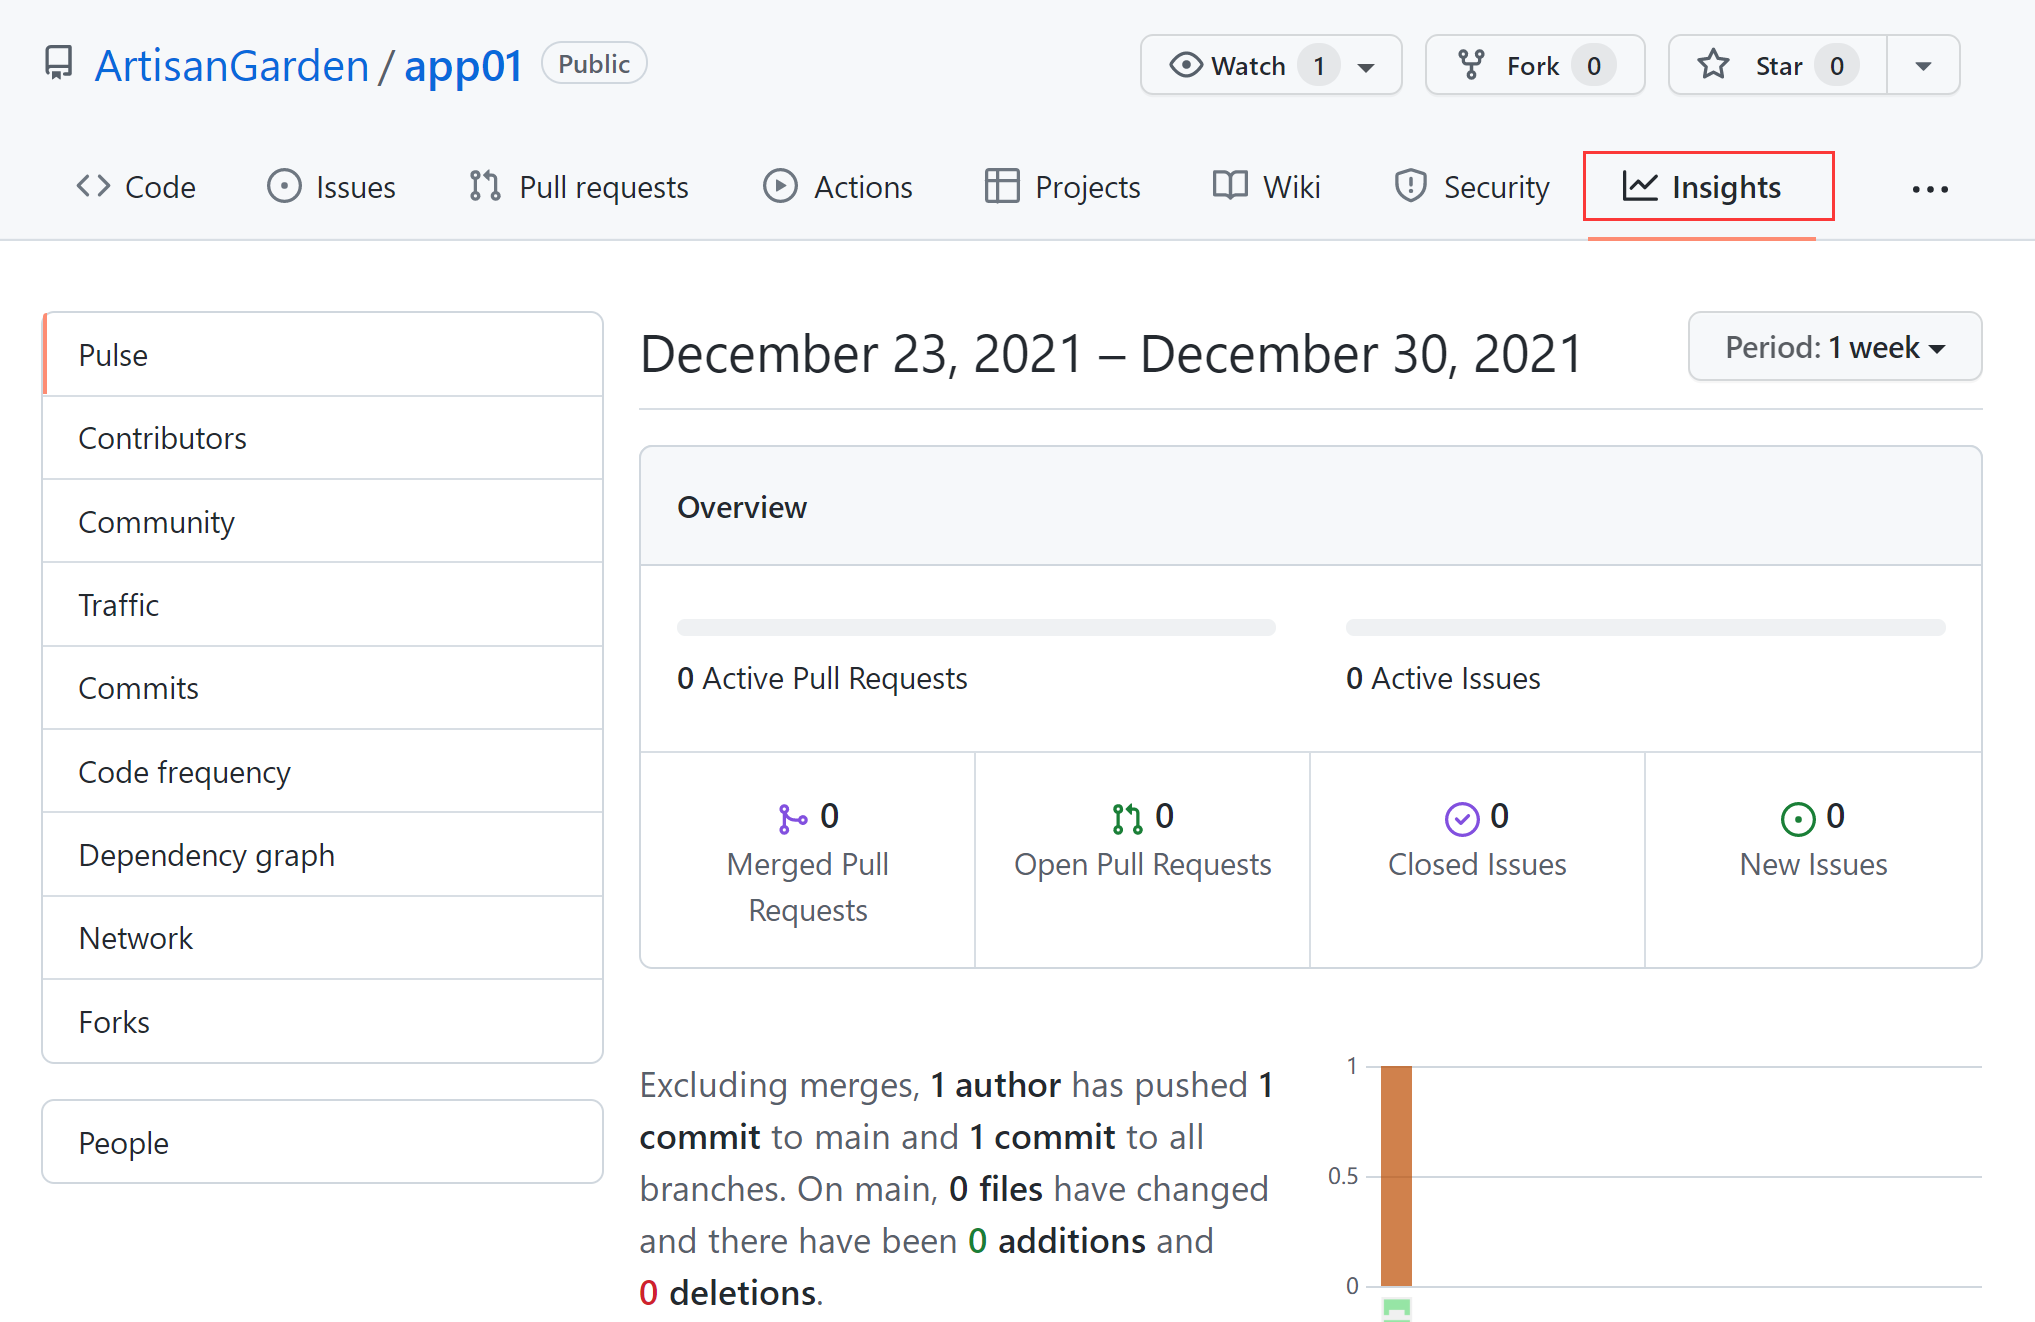 ArtisanGarden / app01 Public Watch 1 Fork 0 Star 0
Code Issues Pull requests Actions Projects Wiki Security Insights ...
Pulse
Contributors
Community
Traffic
Commits
Code frequency
Dependency graph
Network
Forks
People
December 23, 2021 – December 30, 2021 Period: 1 week
Overview
0 Active Pull Requests 0 Active Issues
0
Merged Pull
Requests
0
Open Pull Requests
0
Closed Issues
0
New Issues
Excluding merges, 1 author has pushed 1
commit to main and 1 commit to all
branches. On main, 0 files have changed
and there have been 0 additions and
0 deletions.
1
0.5
0